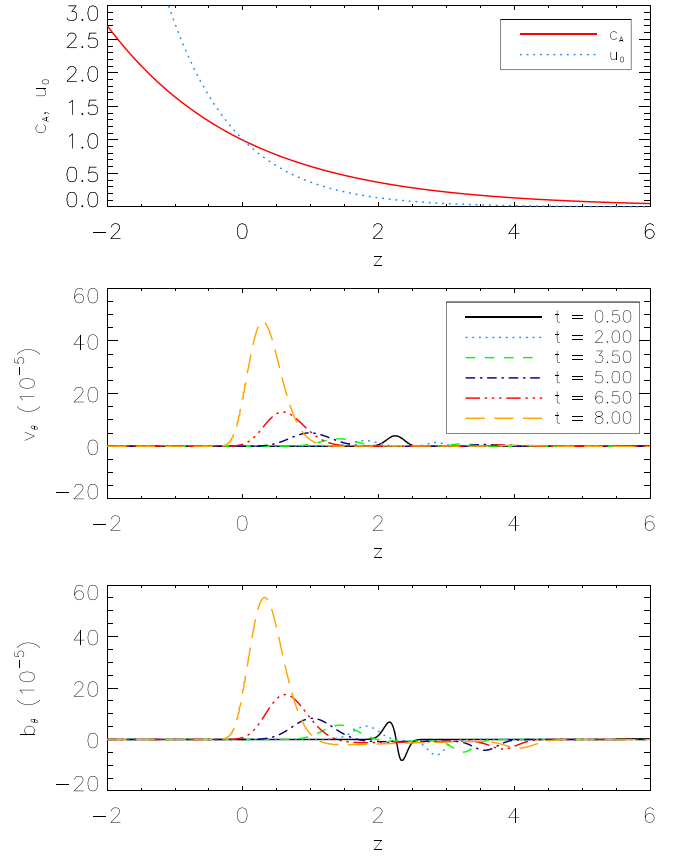 3.0
2.5
2.0
1.5
1.0
0.5
0.0
c_A, u_0
c_A
u_0
−2 0 2 4 6
z
60
40
20
0
−20
v_θ (10^−5)
t = 0.50
t = 2.00
t = 3.50
t = 5.00
t = 6.50
t = 8.00
−2 0 2 4 6
z
60
40
20
0
−20
b_θ (10^−5)
−2 0 2 4 6
z